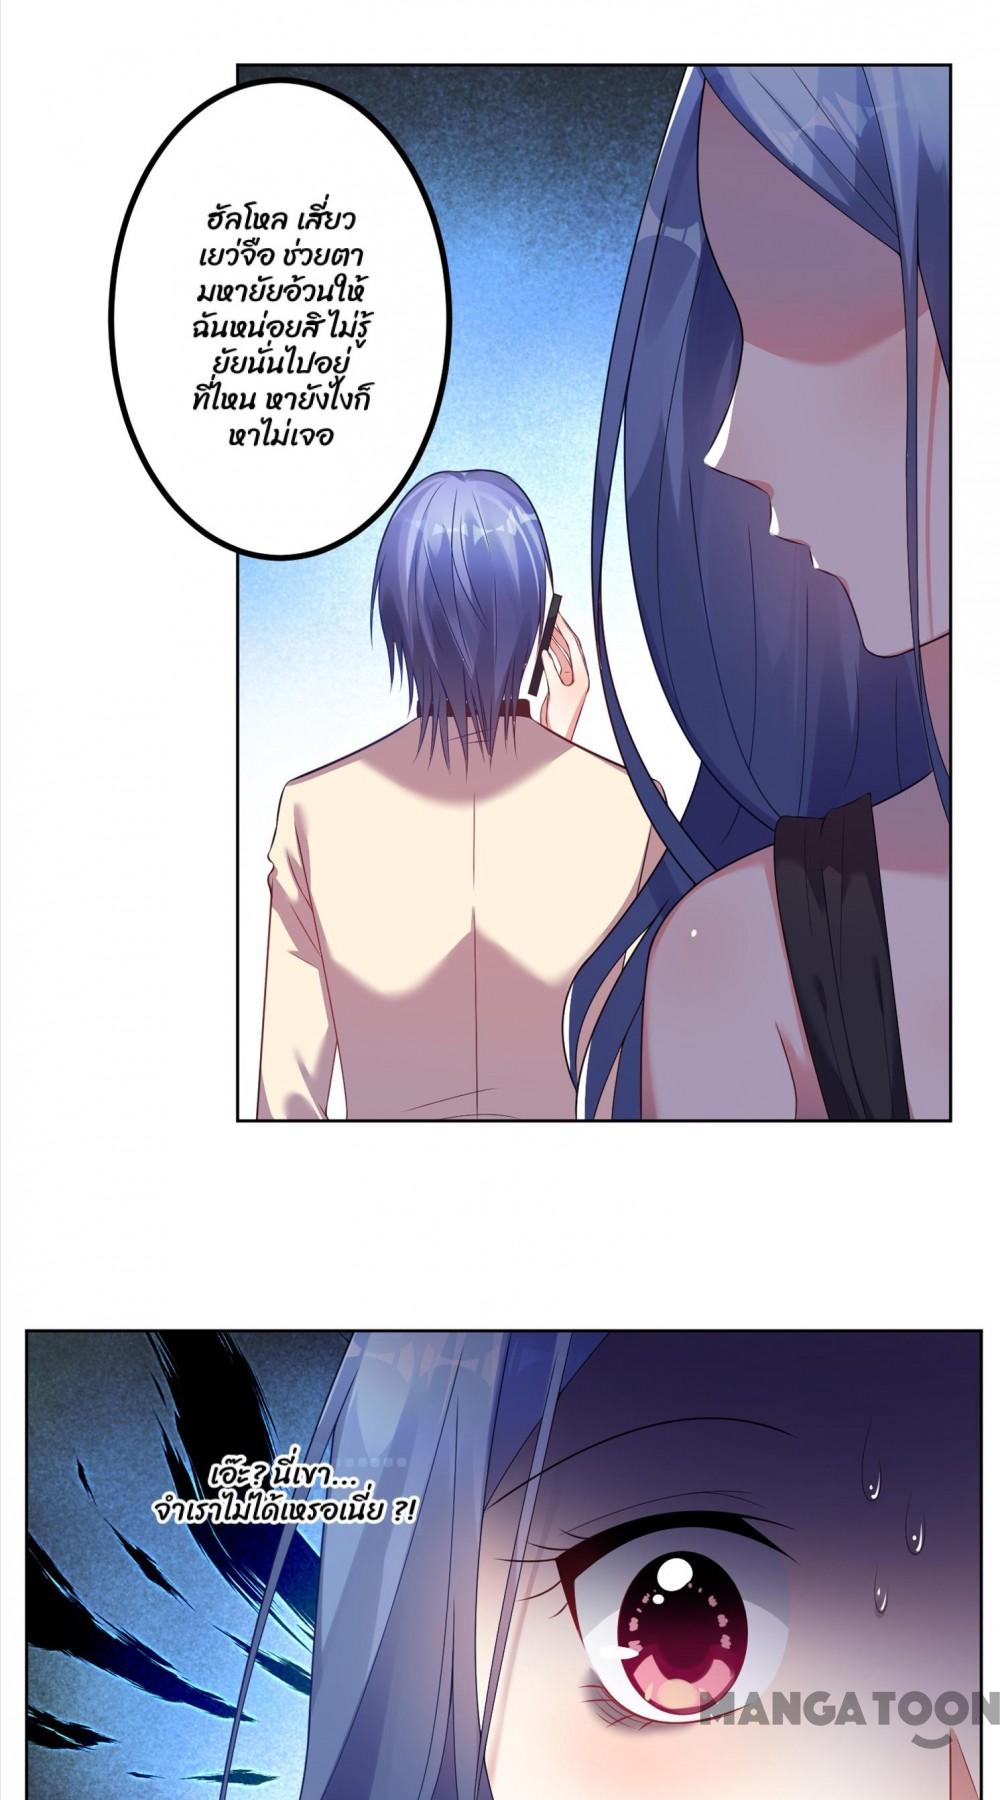 ฮัลโหล เสี่ยว
เยว่จือ ช่วยตา
มหายัยอ้วนให้
ฉันหน่อยสิ ไม่รู้
ยัยนั่นไปอยู่
ที่ไหน หายังไงก็
หาไม่เจอ
เอ๊ะ? นี่เขา...
จำเราไม่ได้เหรอเนี่ย ?!
MANGATOON